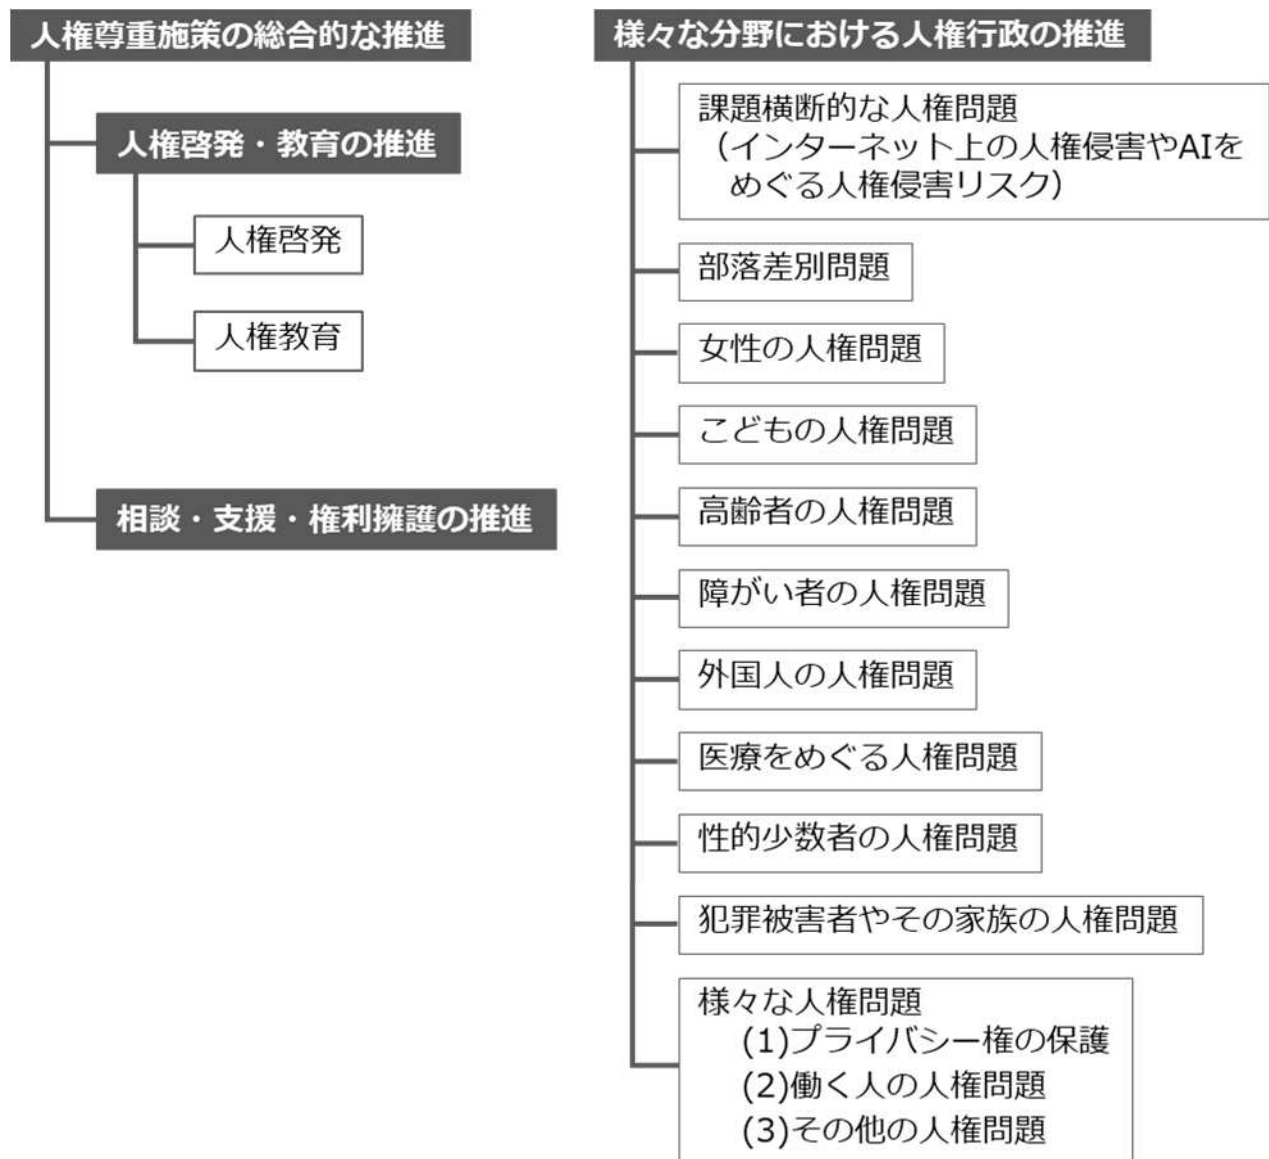 人権尊重施策の総合的な推進
人権啓発・教育の推進
人権啓発
人権教育
相談・支援・権利擁護の推進
様々な分野における人権行政の推進
課題横断的な人権問題
（インターネット上の人権侵害やAIを
めぐる人権侵害リスク）
部落差別問題
女性の人権問題
こどもの人権問題
高齢者の人権問題
障がい者の人権問題
外国人の人権問題
医療をめぐる人権問題
性的少数者の人権問題
犯罪被害者やその家族の人権問題
様々な人権問題
(1)プライバシー権の保護
(2)働く人の人権問題
(3)その他の人権問題